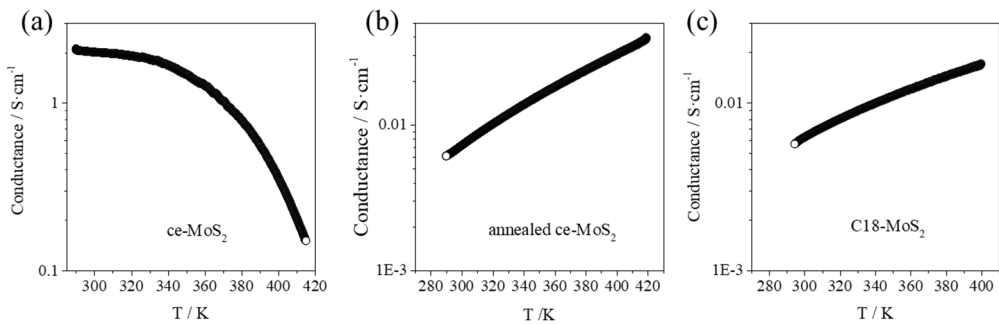 (a)
Conductance / S·cm⁻¹
1
0.1
ce-MoS₂
300 320 340 360 380 400 420
T / K
(b)
Conductance / S·cm⁻¹
0.01
1E-3
annealed ce-MoS₂
280 300 320 340 360 380 400 420
T /K
(c)
Conductance / S·cm⁻¹
0.01
1E-3
C18-MoS₂
280 300 320 340 360 380 400
T / K